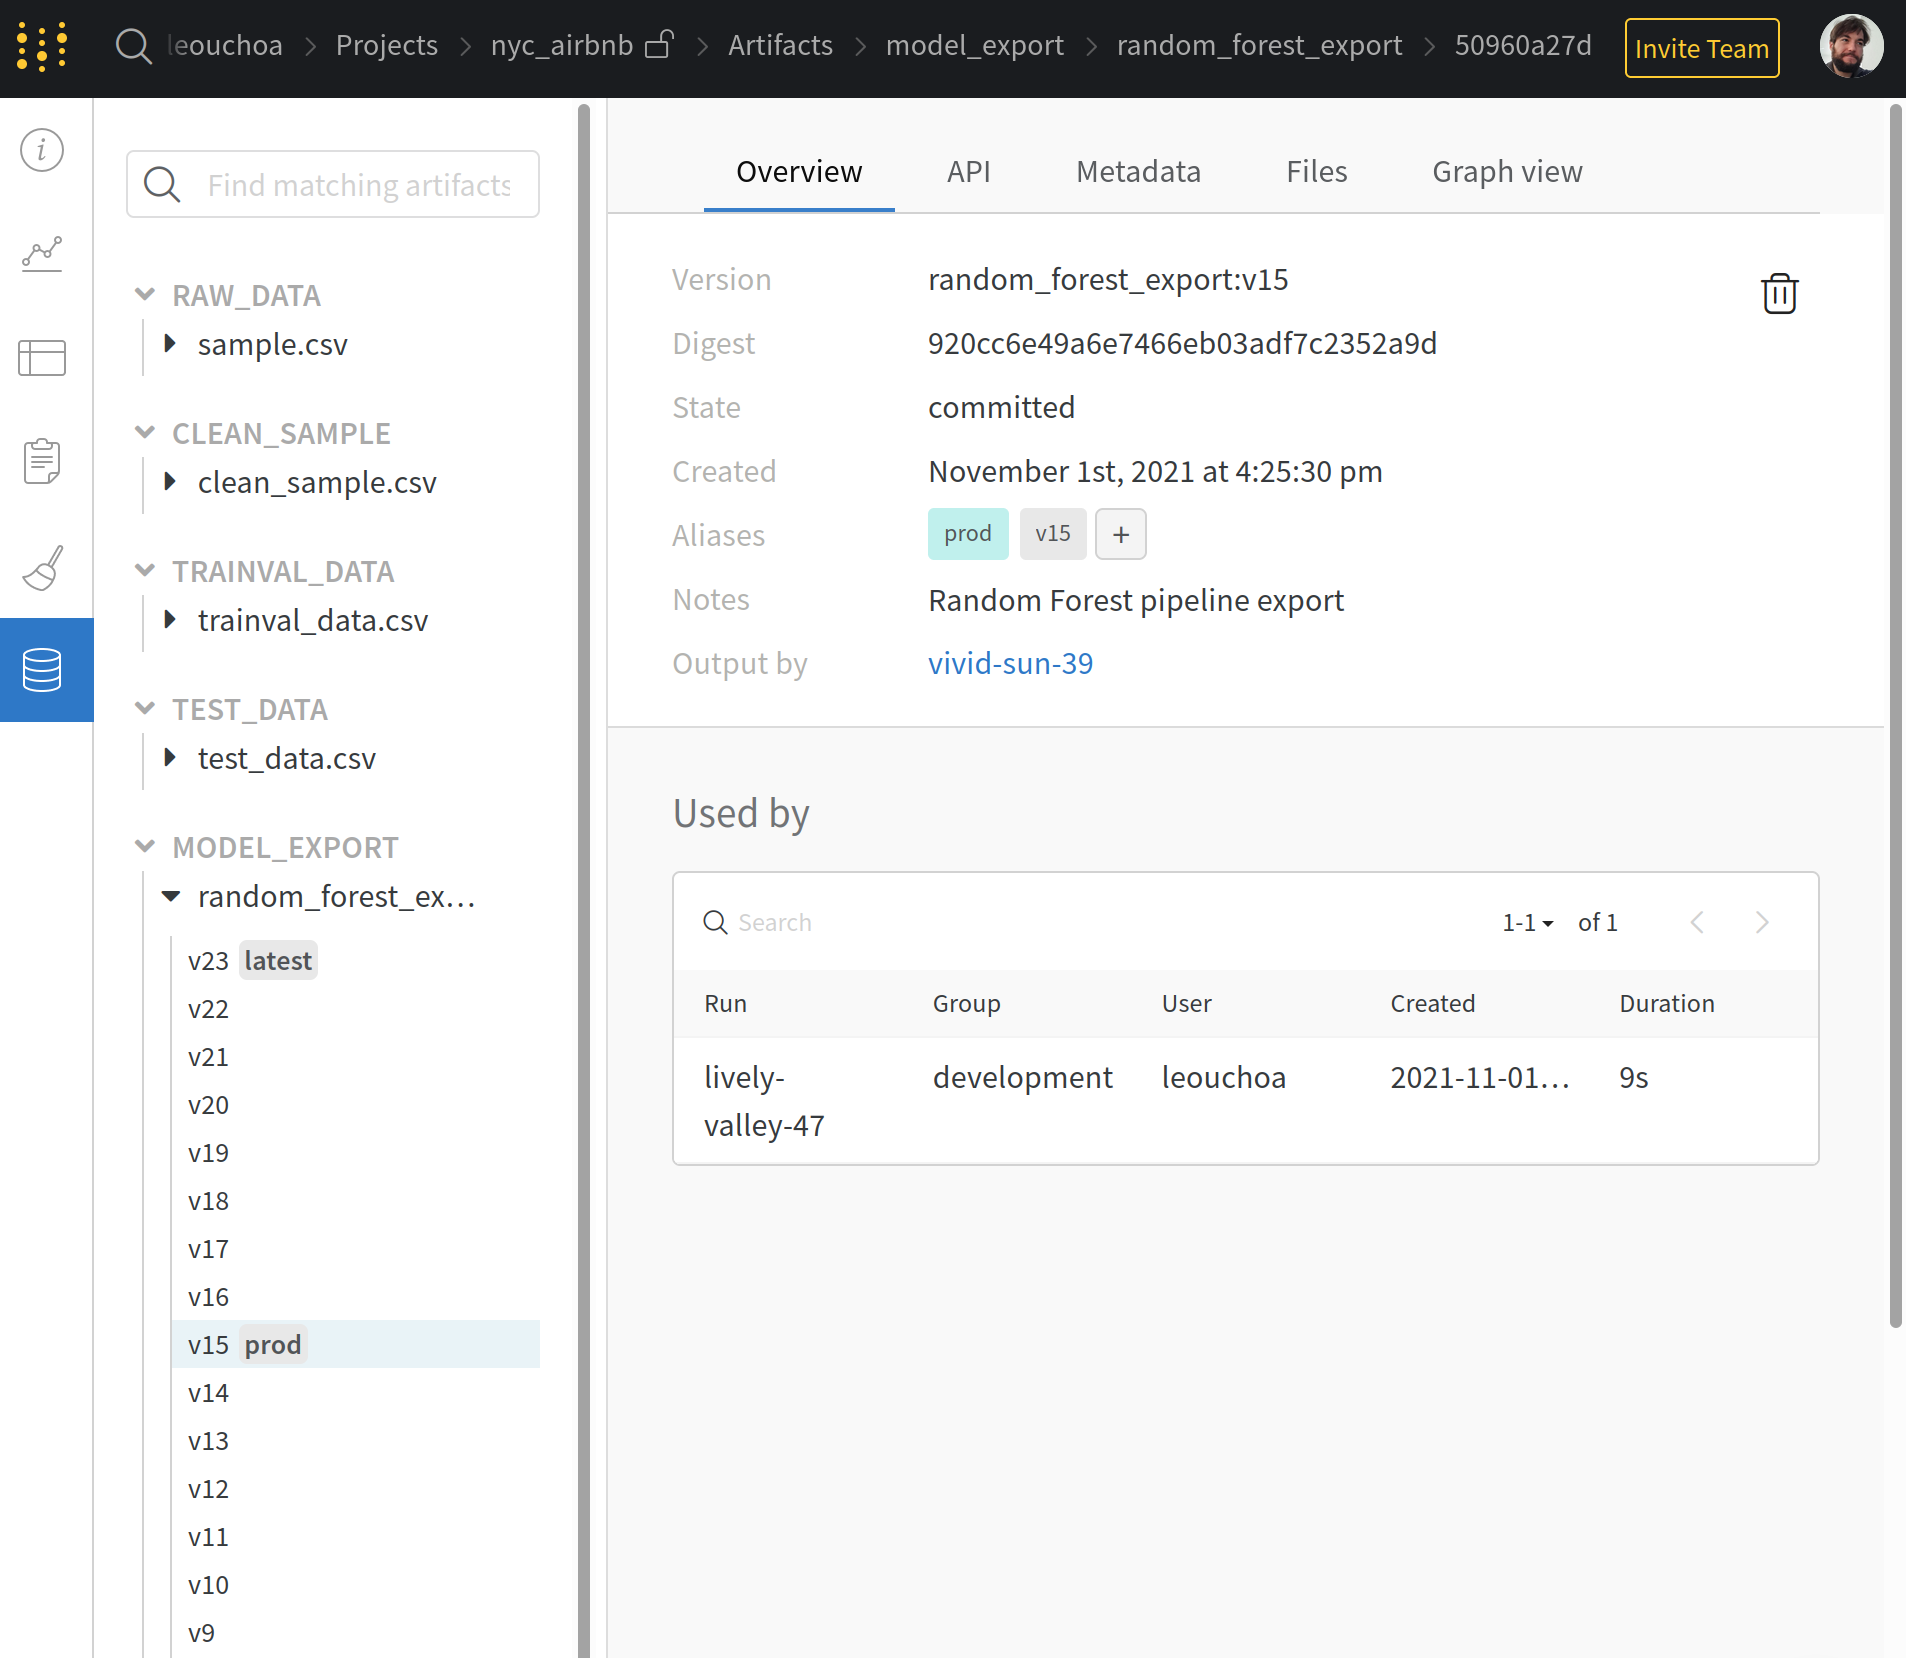 leouchoa > Projects > nyc_airbnb > Artifacts > model_export > random_forest_export > 50960a27d
Invite Team
Find matching artifacts
RAW_DATA
sample.csv
CLEAN_SAMPLE
clean_sample.csv
TRAINVAL_DATA
trainval_data.csv
TEST_DATA
test_data.csv
MODEL_EXPORT
random_forest_ex...
v23 latest
v22
v21
v20
v19
v18
v17
v16
v15 prod
v14
v13
v12
v11
v10
v9
Overview API Metadata Files Graph view
Version random_forest_export:v15
Digest 920cc6e49a6e7466eb03adf7c2352a9d
State committed
Created November 1st, 2021 at 4:25:30 pm
Aliases prod v15 +
Notes Random Forest pipeline export
Output by vivid-sun-39
Used by
Search 1-1 of 1 < >
Run Group User Created Duration
lively-valley-47 development leouchoa 2021-11-01... 9s